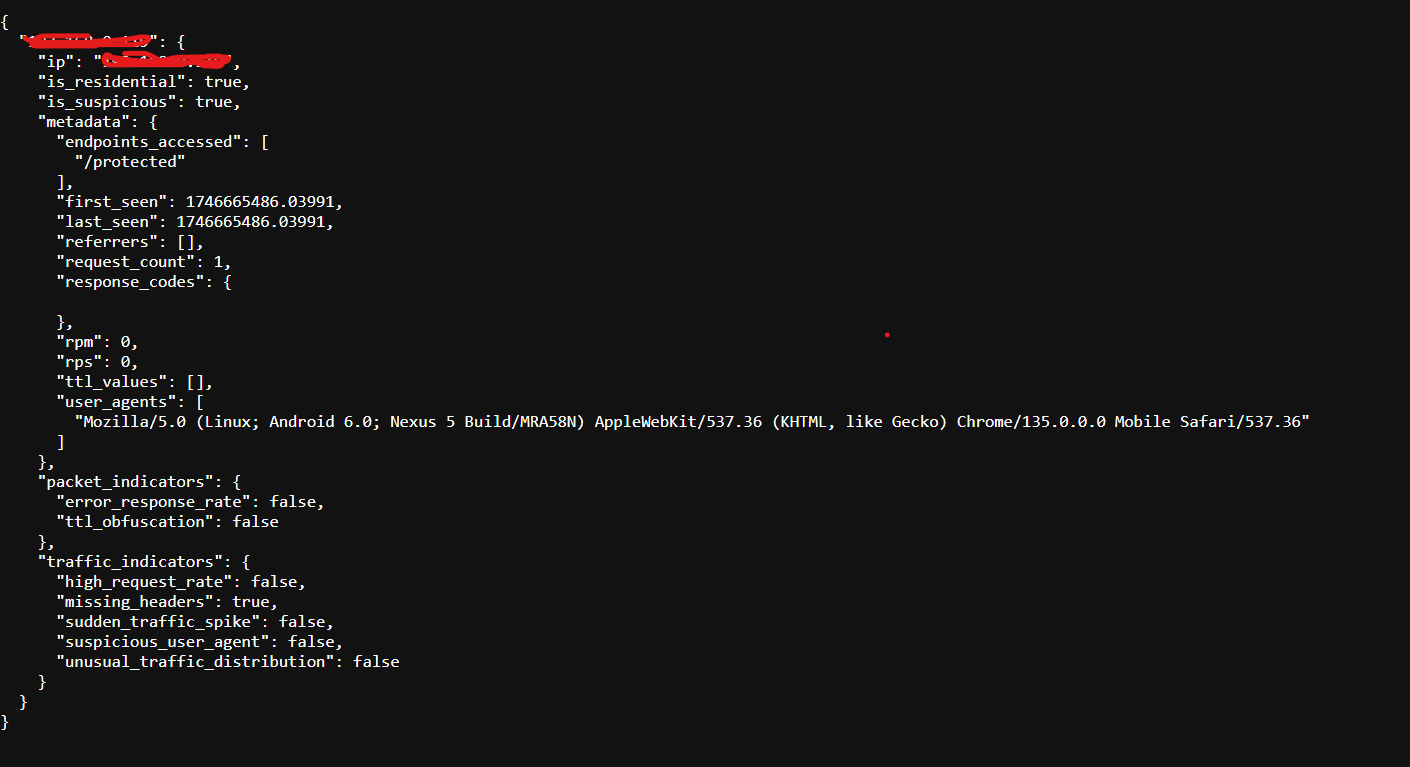 {
": {
"ip": "",
"is_residential": true,
"is_suspicious": true,
"metadata": {
"endpoints_accessed": [
"/protected"
],
"first_seen": 1746665486.03991,
"last_seen": 1746665486.03991,
"referrers": [],
"request_count": 1,
"response_codes": {
},
"rpm": 0,
"rps": 0,
"ttl_values": [],
"user_agents": [
"Mozilla/5.0 (Linux; Android 6.0; Nexus 5 Build/MRA58N) AppleWebKit/537.36 (KHTML, like Gecko) Chrome/135.0.0.0 Mobile Safari/537.36"
]
},
"packet_indicators": {
"error_response_rate": false,
"ttl_obfuscation": false
},
"traffic_indicators": {
"high_request_rate": false,
"missing_headers": true,
"sudden_traffic_spike": false,
"suspicious_user_agent": false,
"unusual_traffic_distribution": false
}
}
}